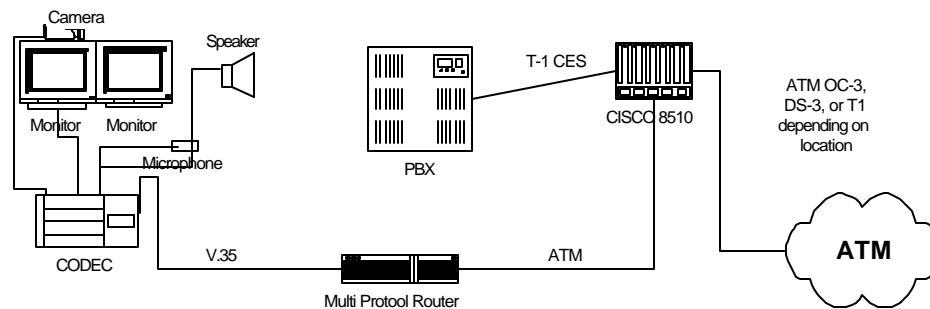 Camera
Speaker
T-1 CES
ATM OC-3,
DS-3, or T1
depending on
location
CISCO 8510
Monitor
Monitor
Microphone
PBX
ATM
V.35
ATM
CODEC
Multi Protool Router